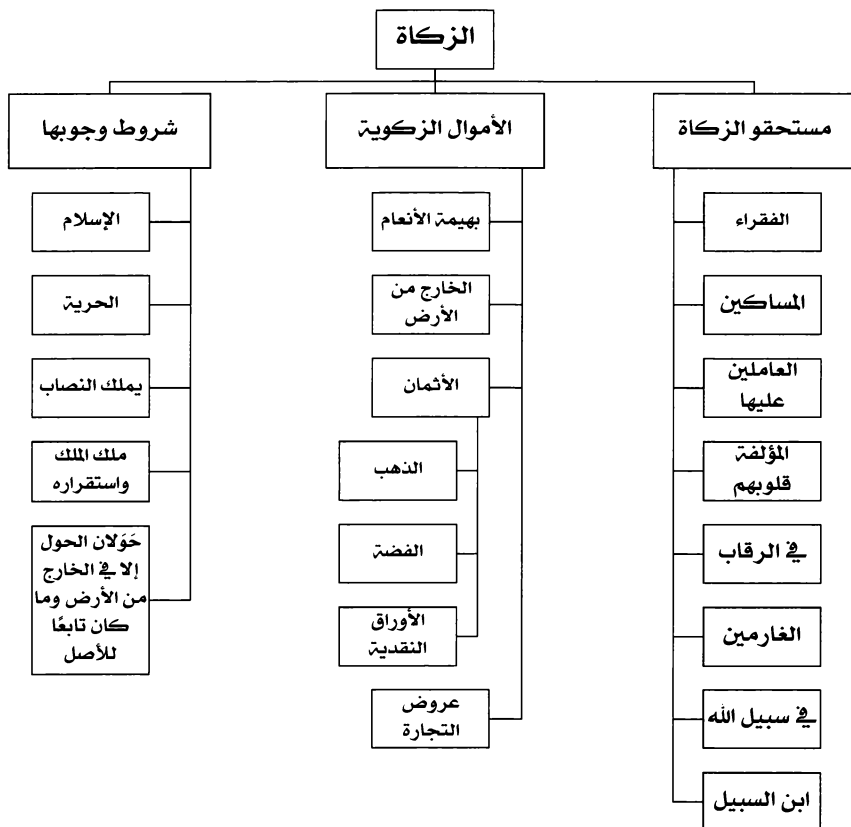 الزكاة
مستحقو الزكاة
الفقراء
المساكين
العاملين
عليها
المؤلفة
قلوبهم
في الرقاب
الغارمين
في سبيل الله
ابن السبيل
الأموال الزكوية
بهيمة الأنعام
الخارج من
الأرض
الأثمان
الذهب
الفضة
الأوراق
النقدية
عروض
التجارة
شروط وجوبها
الإسلام
الحرية
يملك النصاب
ملك الملك
واستقراره
حَوَلان الحول
إلا في الخارج
من الأرض وما
كان تابعًا
للأصل